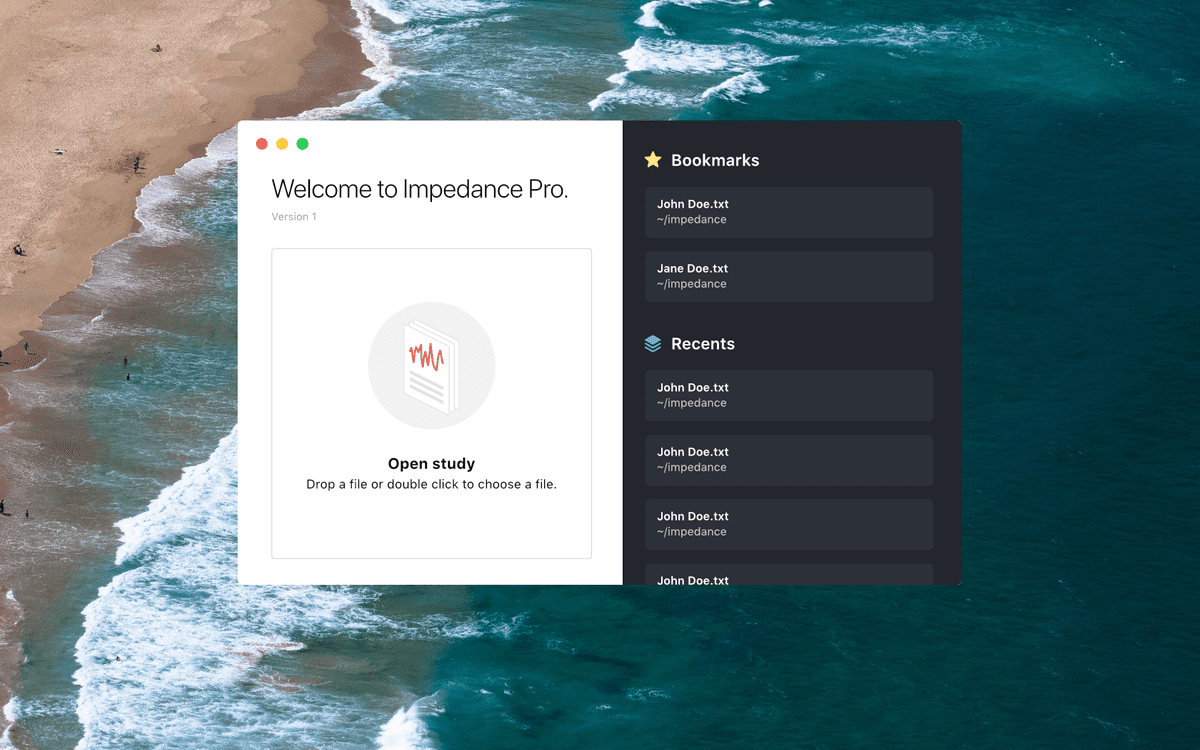 Welcome to Impedance Pro.
Version 1
Open study
Drop a file or double click to choose a file.
Bookmarks
John Doe.txt
~/impedance
Jane Doe.txt
~/impedance
Recents
John Doe.txt
~/impedance
John Doe.txt
~/impedance
John Doe.txt
~/impedance
John Doe.txt